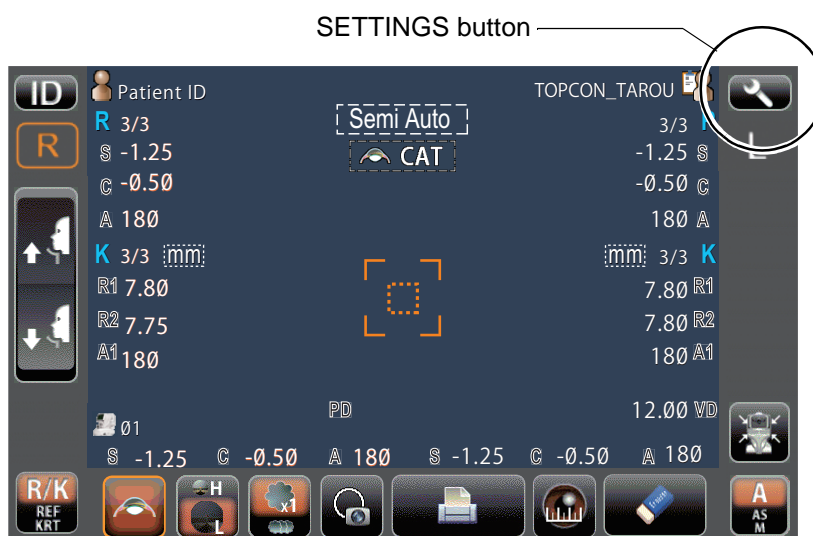 SETTINGS button
ID Patient ID TOPCON_TAROU
R 3/3 Semi Auto 3/3 R
R CAT L
S -1.25 -1.25 S
C -0.50 -0.50 C
A 180 180 A
K 3/3 mm mm 3/3 K
R1 7.80 7.80 R1
R2 7.75 7.80 R2
A1 180 180 A1
PD 12.00 VD
01
S -1.25 C -0.50 A 180 S -1.25 C -0.50 A 180
R/K REF KRT
H L
x1
A AS M